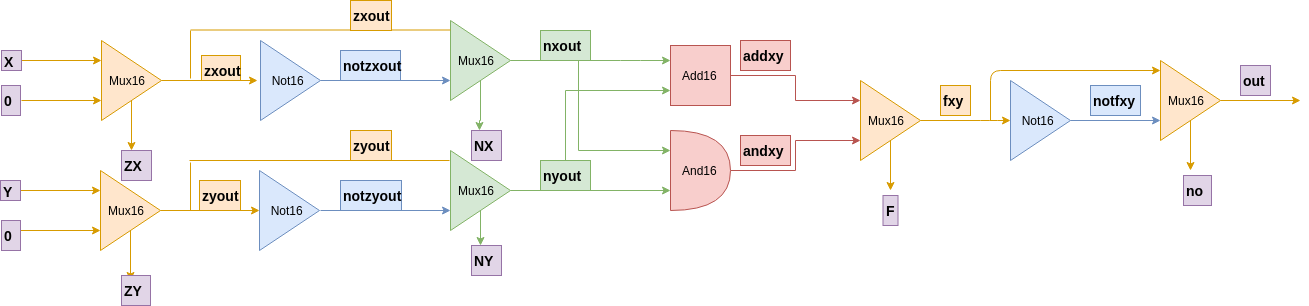 zxout
X
Mux16
zxout
Not16
notzxout
Mux16
nxout
Add16
addxy
0
ZX
NX
zyout
Y
Mux16
zyout
Not16
notzyout
Mux16
nyout
And16
andxy
0
ZY
NY
Mux16
F
fxy
Not16
notfxy
Mux16
no
out